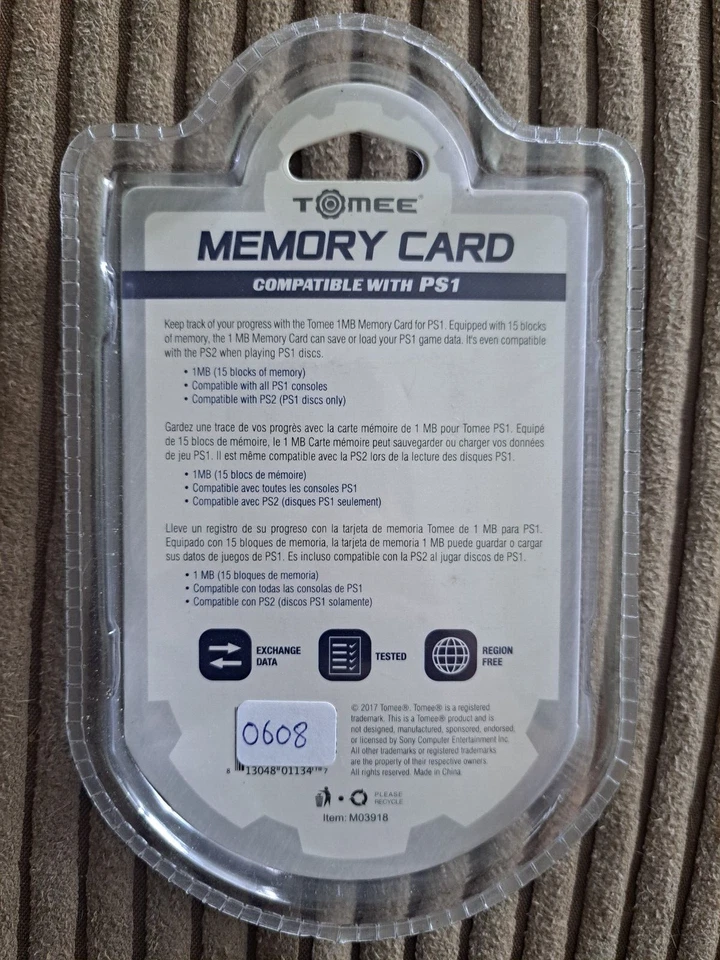 TOMEE®
MEMORY CARD
COMPATIBLE WITH PS1
Keep track of your progress with the Tomee 1MB Memory Card for PS1. Equipped with 15 blocks
of memory, the 1 MB Memory Card can save or load your PS1 game data. It's even compatible
with the PS2 when playing PS1 discs.
• 1MB (15 blocks of memory)
• Compatible with all PS1 consoles
• Compatible with PS2 (PS1 discs only)
Gardez une trace de vos progrès avec la carte mémoire de 1 MB pour Tomee PS1. Equipé
de 15 blocs de mémoire, le 1 MB Carte mémoire peut sauvegarder ou charger vos données
de jeu PS1. Il est même compatible avec la PS2 lors de la lecture des disques PS1.
• 1MB (15 blocs de mémoire)
• Compatible avec toutes les consoles PS1
• Compatible avec PS2 (disques PS1 seulement)
Lleve un registro de su progreso con la tarjeta de memoria Tomee de 1 MB para PS1.
Equipado con 15 bloques de memoria, la tarjeta de memoria 1 MB puede guardar o cargar
sus datos de juegos de PS1. Es incluso compatible con la PS2 al jugar discos de PS1.
• 1 MB (15 bloques de memoria)
• Compatible con todas las consolas de PS1
• Compatible con PS2 (discos PS1 solamente)
EXCHANGE
DATA
TESTED
REGION
FREE
0608
8 13048 01134 7
© 2017 Tomee®. Tomee® is a registered
trademark. This is a Tomee® product and is
not designed, manufactured, sponsored, endorsed,
or licensed by Sony Computer Entertainment Inc.
All other trademarks or registered trademarks
are the property of their respective owners.
All rights reserved. Made in China.
PLEASE
RECYCLE
Item: M03918